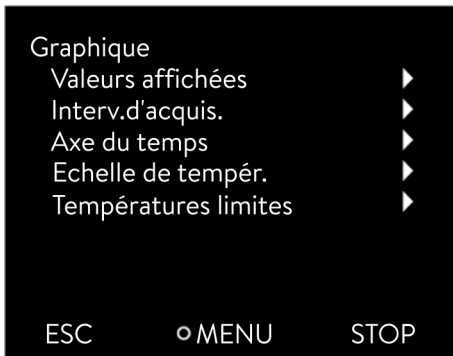 Graphique
Valeurs affichées
Interv.d'acquis.
Axe du temps
Echelle de tempér.
Températures limites
ESC MENU STOP